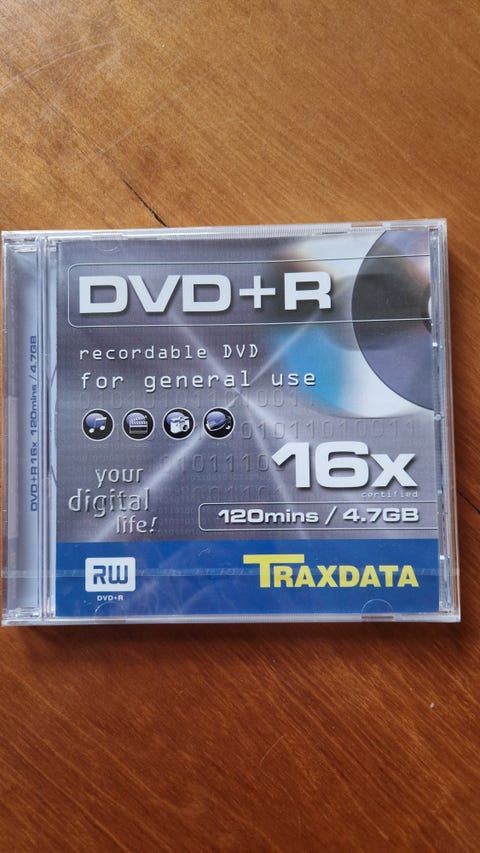 DVD+R
recordable DVD
for general use
16x
certified
your
digital
life!
120mins / 4.7GB
RW
DVD+R
TRAXDATA
DVD+R 16x 120mins / 4.7GB